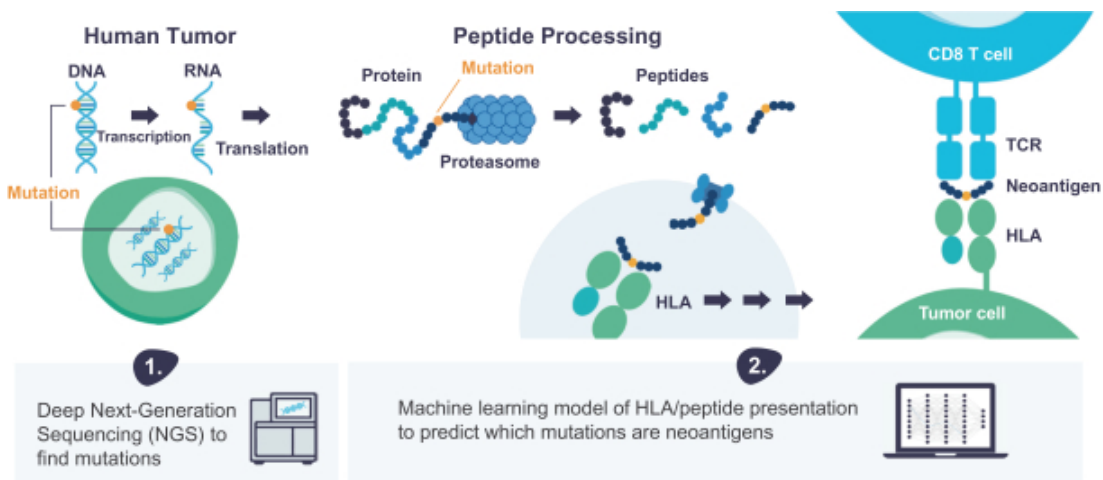 Human Tumor
DNA
RNA
Transcription
Translation
Mutation
Peptide Processing
Protein
Mutation
Proteasome
Peptides
HLA
CD8 T cell
TCR
Neoantigen
HLA
Tumor cell
1.
Deep Next-Generation
Sequencing (NGS) to
find mutations
2.
Machine learning model of HLA/peptide presentation
to predict which mutations are neoantigens